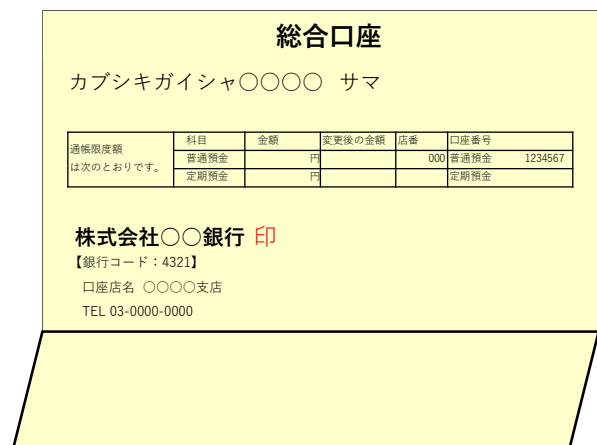 総合口座
カブシキガイシャ○○○○ サマ
通帳限度額
は次のとおりです。
科目 金額 変更後の金額 店番 口座番号
普通預金 円 000 普通預金 1234567
定期預金 円 定期預金
株式会社○○銀行 印
【銀行コード：4321】
口座店名 ○○○○支店
TEL 03-0000-0000